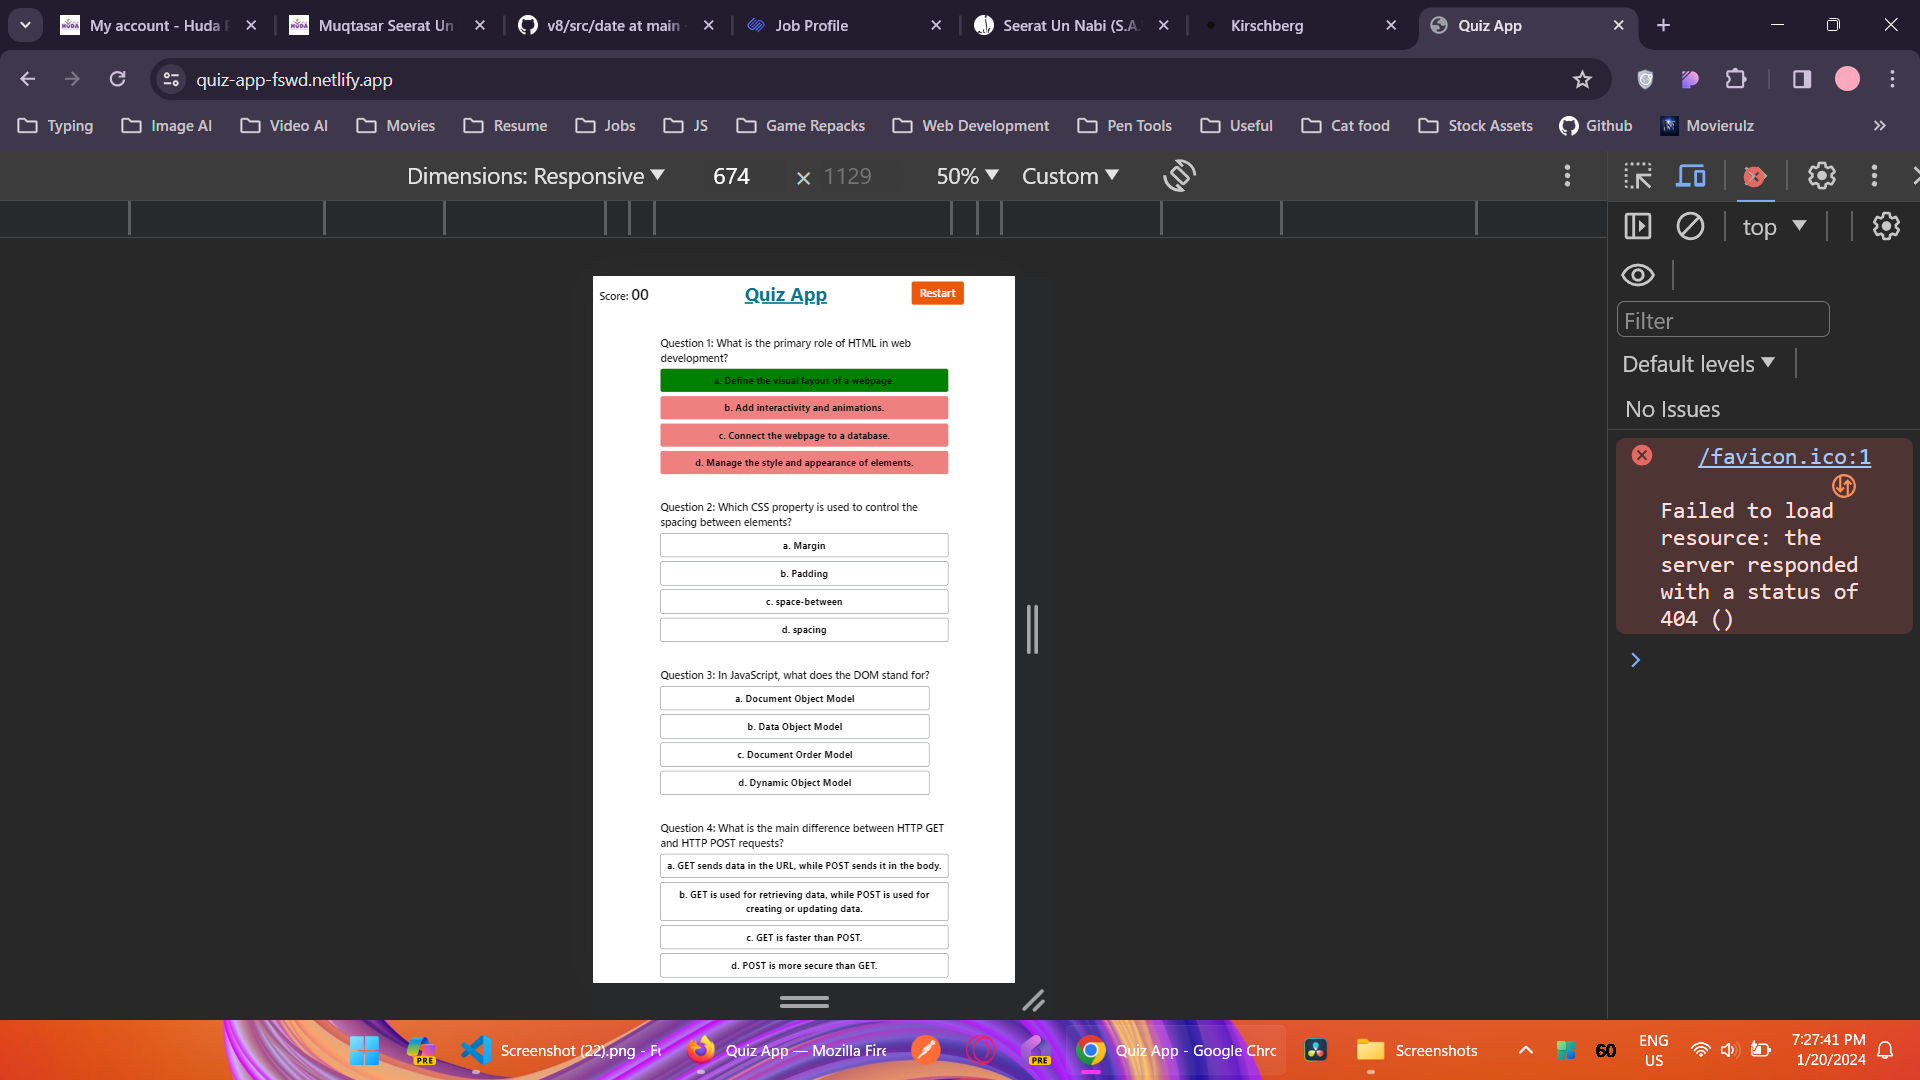 My account - Huda
Muqtasar Seerat Un
v8/src/date at main
Job Profile
Seerat Un Nabi (S.A.
Kirschberg
Quiz App
quiz-app-fswd.netlify.app
Typing
Image AI
Video AI
Movies
Resume
Jobs
JS
Game Repacks
Web Development
Pen Tools
Useful
Cat food
Stock Assets
Github
Movierulz
Dimensions: Responsive
674
× 1129
50%
Custom
top
Filter
Default levels
No Issues
/favicon.ico:1
Failed to load
resource: the
server responded
with a status of
404 ()
Score: 00
Quiz App
Restart
Question 1: What is the primary role of HTML in web
development?
a. Define the visual layout of a webpage.
b. Add interactivity and animations.
c. Connect the webpage to a database.
d. Manage the style and appearance of elements.
Question 2: Which CSS property is used to control the
spacing between elements?
a. Margin
b. Padding
c. space-between
d. spacing
Question 3: In JavaScript, what does the DOM stand for?
a. Document Object Model
b. Data Object Model
c. Document Order Model
d. Dynamic Object Model
Question 4: What is the main difference between HTTP GET
and HTTP POST requests?
a. GET sends data in the URL, while POST sends it in the body.
b. GET is used for retrieving data, while POST is used for
creating or updating data.
c. GET is faster than POST.
d. POST is more secure than GET.
PRE
Screenshot (22).png - Fu
Quiz App — Mozilla Fire
PRE
Quiz App - Google Chrc
Screenshots
60
ENG
US
7:27:41 PM
1/20/2024